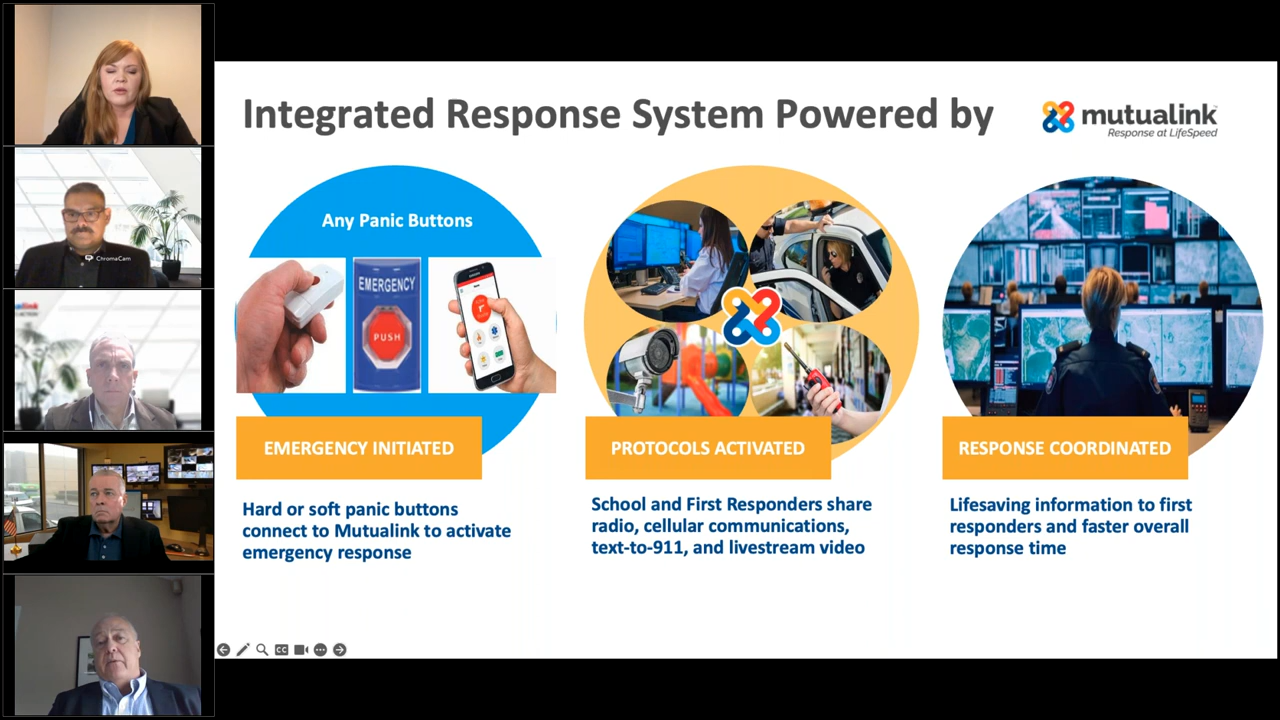 Integrated Response System Powered by
mutualink
Response at LifeSpeed
Any Panic Buttons
EMERGENCY
PUSH
EMERGENCY INITIATED
Hard or soft panic buttons
connect to Mutualink to activate
emergency response
PROTOCOLS ACTIVATED
School and First Responders share
radio, cellular communications,
text-to-911, and livestream video
RESPONSE COORDINATED
Lifesaving information to first
responders and faster overall
response time
ChromaCam
CC